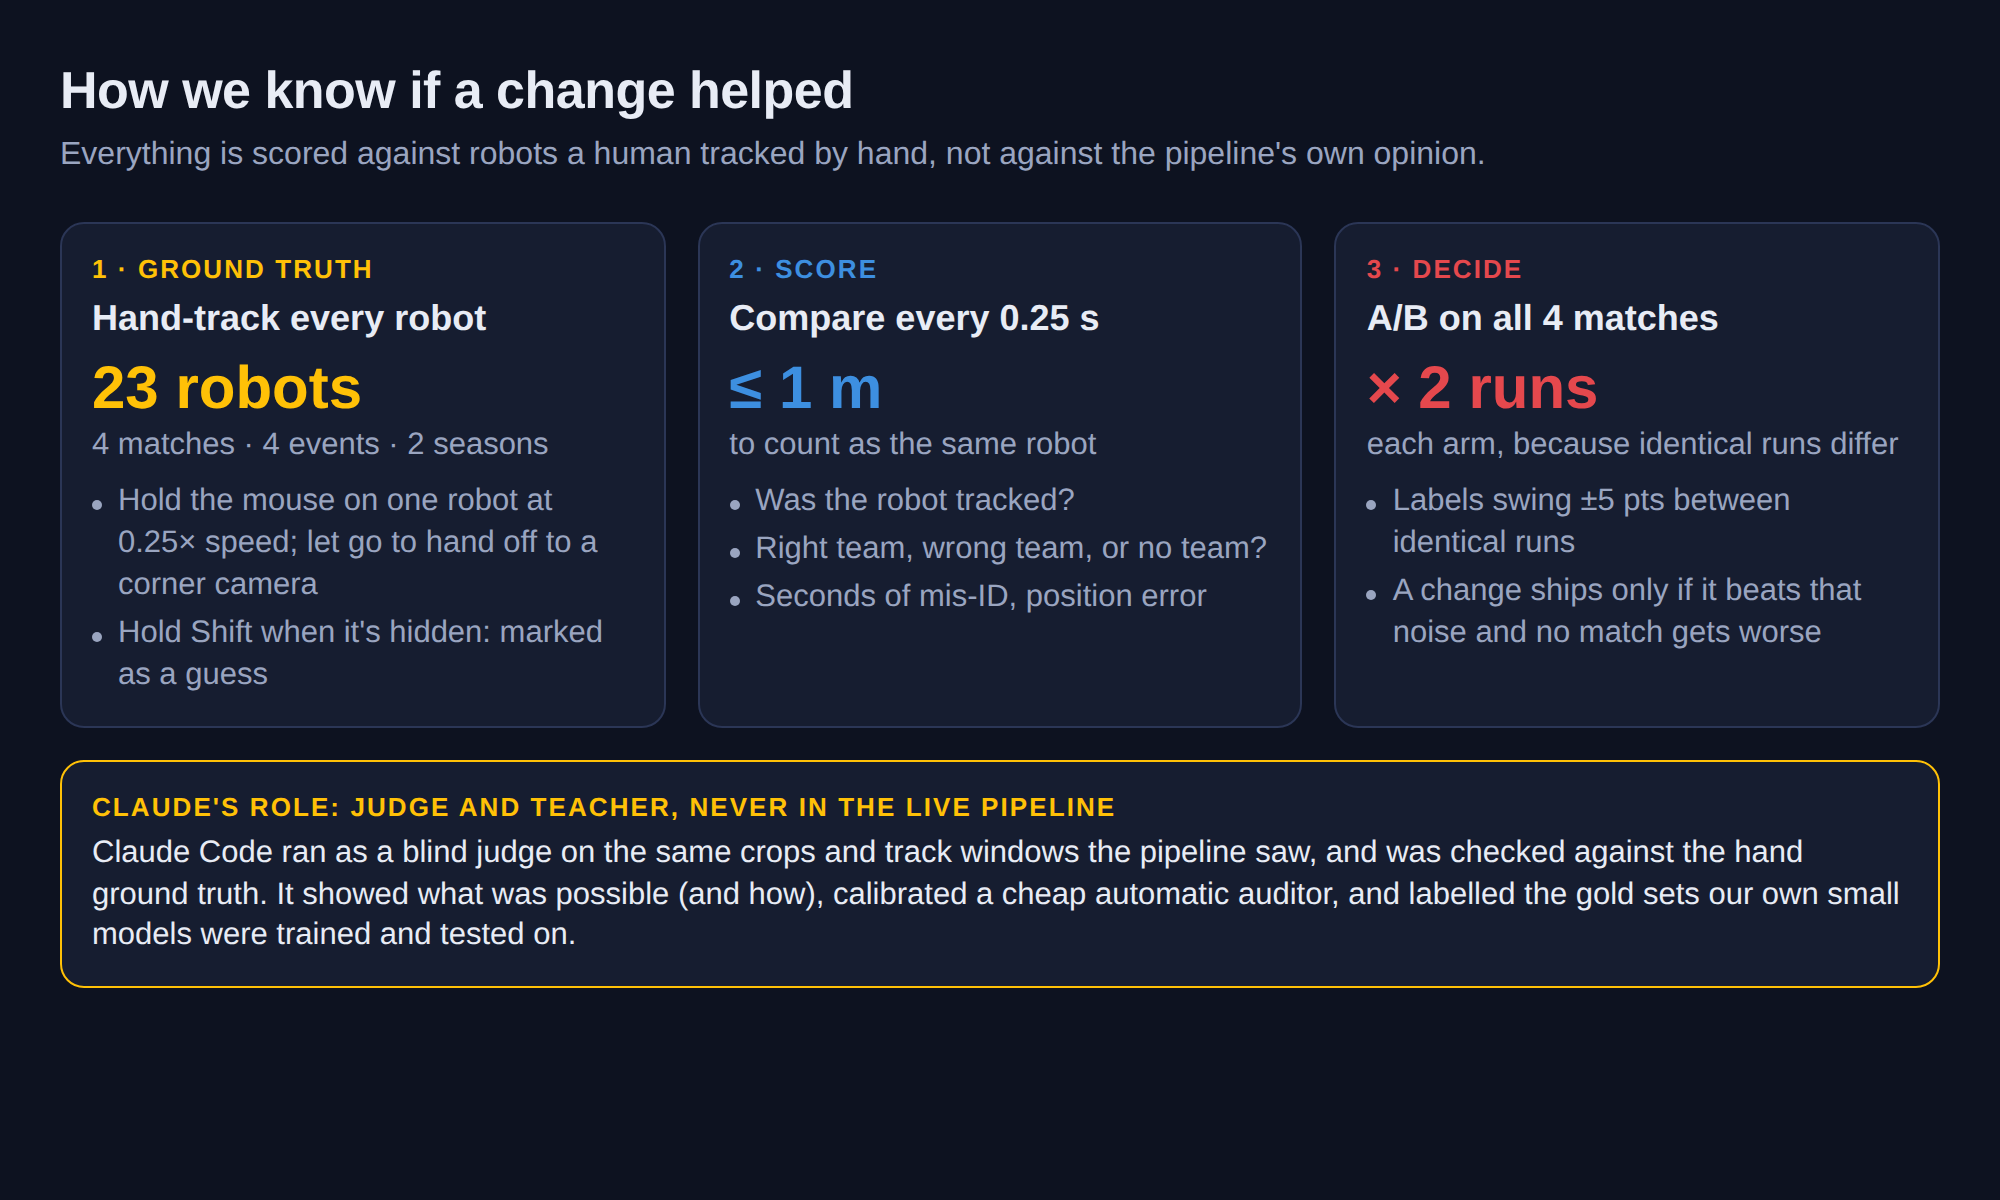 How we know if a change helped
Everything is scored against robots a human tracked by hand, not against the pipeline's own opinion.
1 · GROUND TRUTH
Hand-track every robot
23 robots
4 matches · 4 events · 2 seasons
Hold the mouse on one robot at
0.25× speed; let go to hand off to a
corner camera
Hold Shift when it's hidden: marked
as a guess
2 · SCORE
Compare every 0.25 s
≤ 1 m
to count as the same robot
Was the robot tracked?
Right team, wrong team, or no team?
Seconds of mis-ID, position error
3 · DECIDE
A/B on all 4 matches
× 2 runs
each arm, because identical runs differ
Labels swing ±5 pts between
identical runs
A change ships only if it beats that
noise and no match gets worse
CLAUDE'S ROLE: JUDGE AND TEACHER, NEVER IN THE LIVE PIPELINE
Claude Code ran as a blind judge on the same crops and track windows the pipeline saw, and was checked against the hand
ground truth. It showed what was possible (and how), calibrated a cheap automatic auditor, and labelled the gold sets our own small
models were trained and tested on.